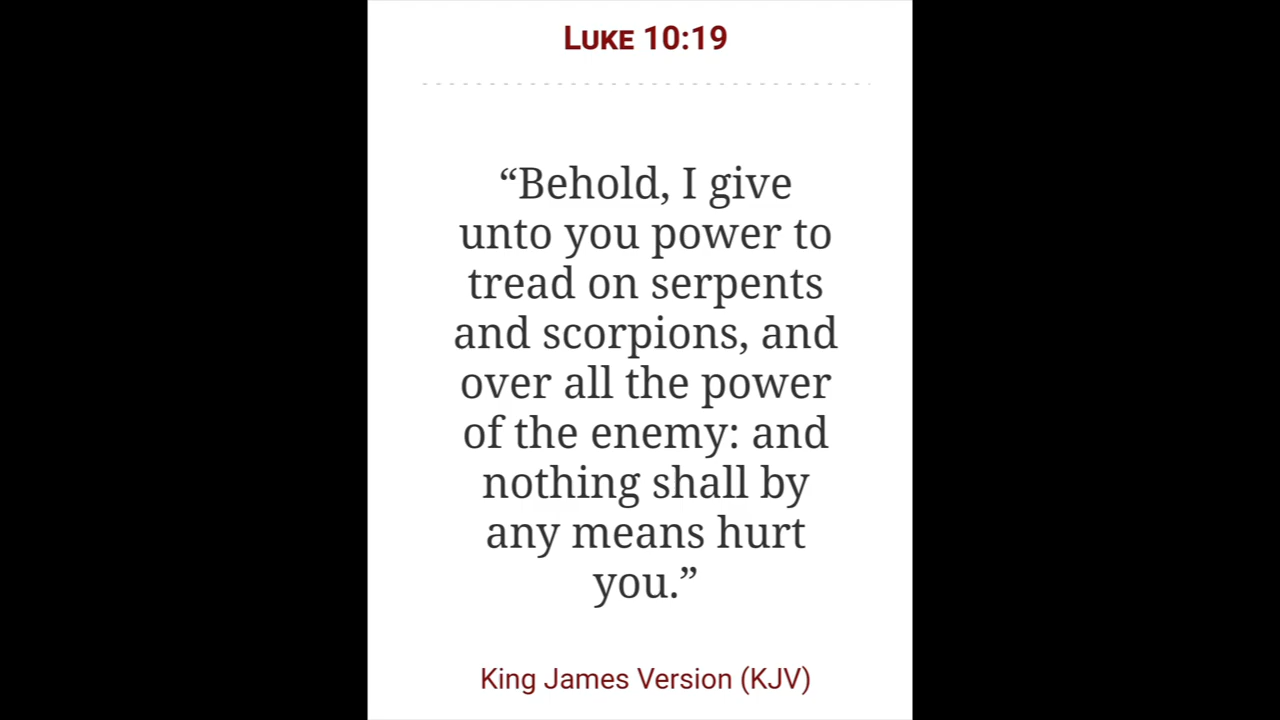 Luke 10:19
“Behold, I give
unto you power to
tread on serpents
and scorpions, and
over all the power
of the enemy: and
nothing shall by
any means hurt
you.”
King James Version (KJV)